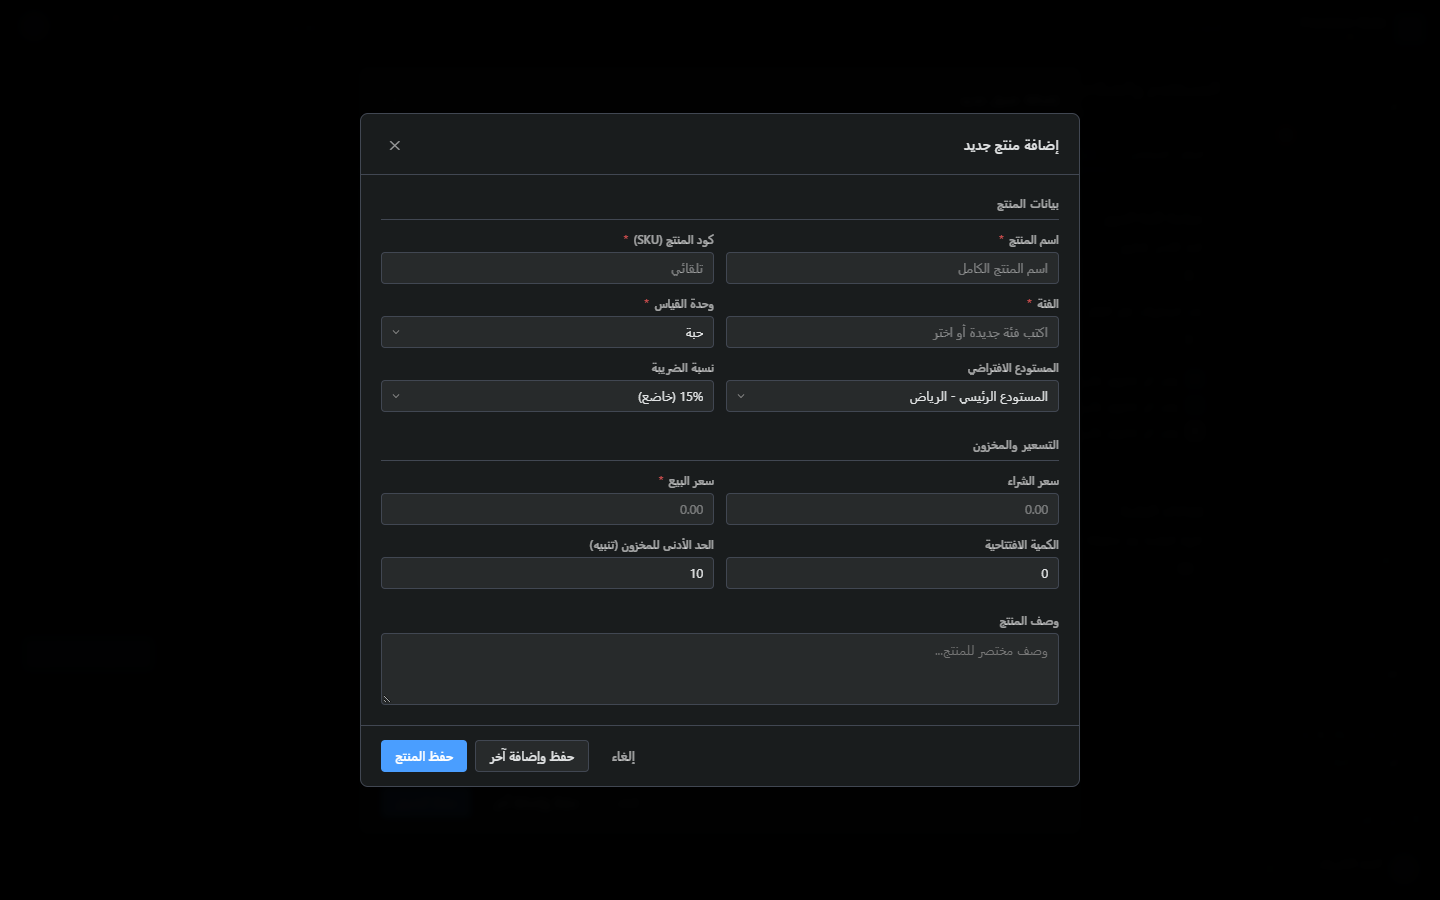 إضافة منتج جديد ×
بيانات المنتج
اسم المنتج * كود المنتج (SKU) *
اسم المنتج الكامل تلقائي
الفئة * وحدة القياس *
اكتب فئة جديدة أو اختر حبة
المستودع الافتراضي نسبة الضريبة
المستودع الرئيسي - الرياض 15% (خاضع)
التسعير والمخزون
سعر الشراء سعر البيع *
0.00 0.00
الكمية الافتتاحية الحد الأدنى للمخزون (تنبيه)
0 10
وصف المنتج
وصف مختصر للمنتج...
إلغاء حفظ وإضافة آخر حفظ المنتج